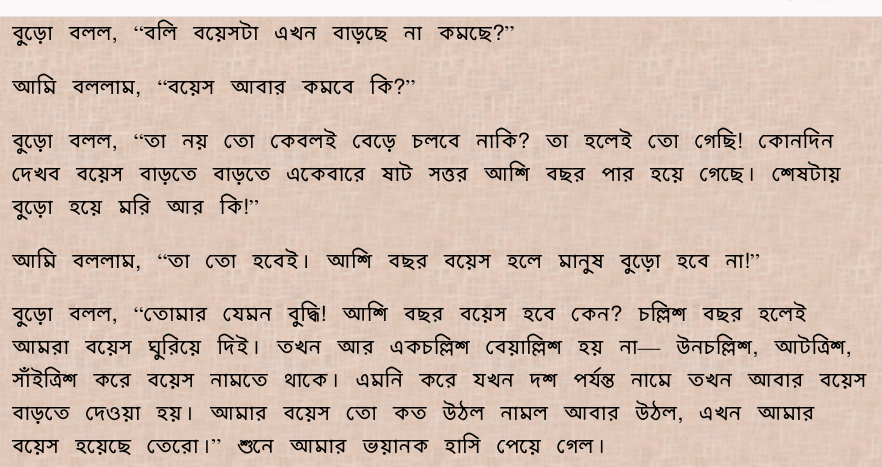 বুড়ো বলল, “বলি বয়েসটা এখন বাড়ছে না কমছে?”
আমি বললাম, “বয়েস আবার কমবে কি?”
বুড়ো বলল, “তা নয় তো কেবলই বেড়ে চলবে নাকি? তা হলেই তো গেছি! কোনদিন
দেখব বয়েস বাড়তে বাড়তে একেবারে ষাট সত্তর আশি বছর পার হয়ে গেছে। শেষটায়
বুড়ো হয়ে মরি আর কি!”
আমি বললাম, “তা তো হবেই। আশি বছর বয়েস হলে মানুষ বুড়ো হবে না!”
বুড়ো বলল, “তোমার যেমন বুদ্ধি! আশি বছর বয়েস হবে কেন? চল্লিশ বছর হলেই
আমরা বয়েস ঘুরিয়ে দিই। তখন আর একচল্লিশ বেয়াল্লিশ হয় না— উনচল্লিশ, আটত্রিশ,
সাঁইত্রিশ করে বয়েস নামতে থাকে। এমনি করে যখন দশ পর্যন্ত নামে তখন আবার বয়েস
বাড়তে দেওয়া হয়। আমার বয়েস তো কত উঠল নামল আবার উঠল, এখন আমার
বয়েস হয়েছে তেরো।” শুনে আমার ভয়ানক হাসি পেয়ে গেল।